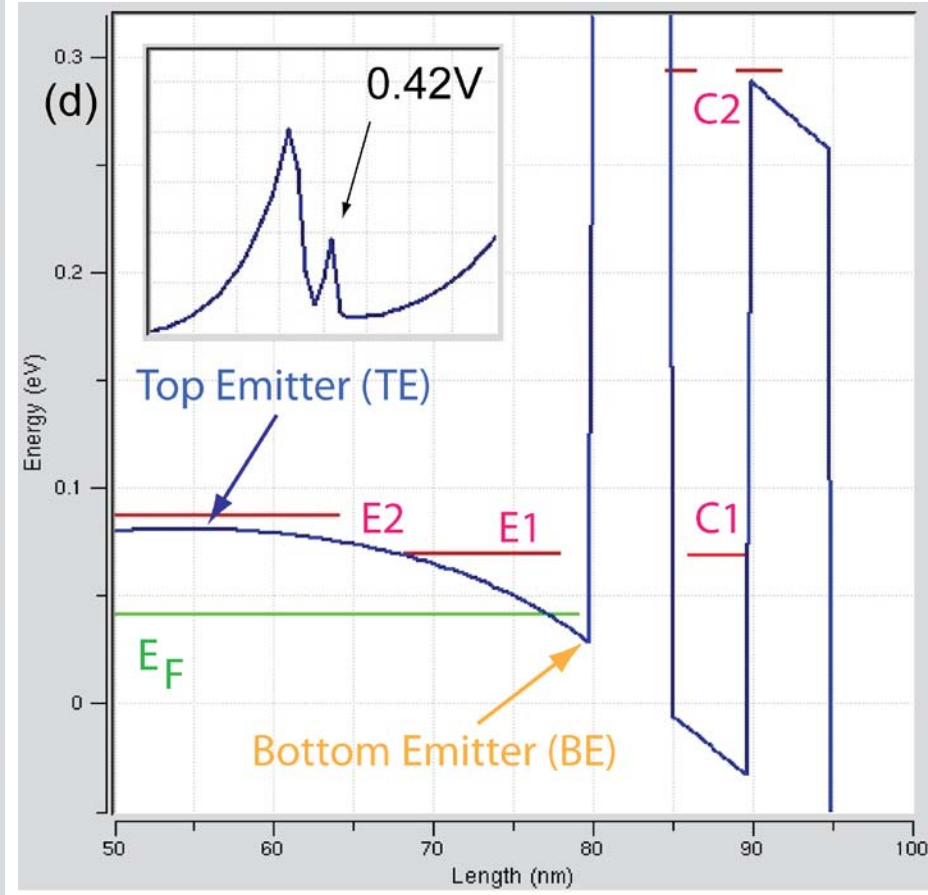 (d)
0.42V
C2
Top Emitter (TE)
E2
E1
C1
E F
Bottom Emitter (BE)
Energy (eV)
0.3
0.2
0.1
0
50
60
70
80
90
100
Length (nm)